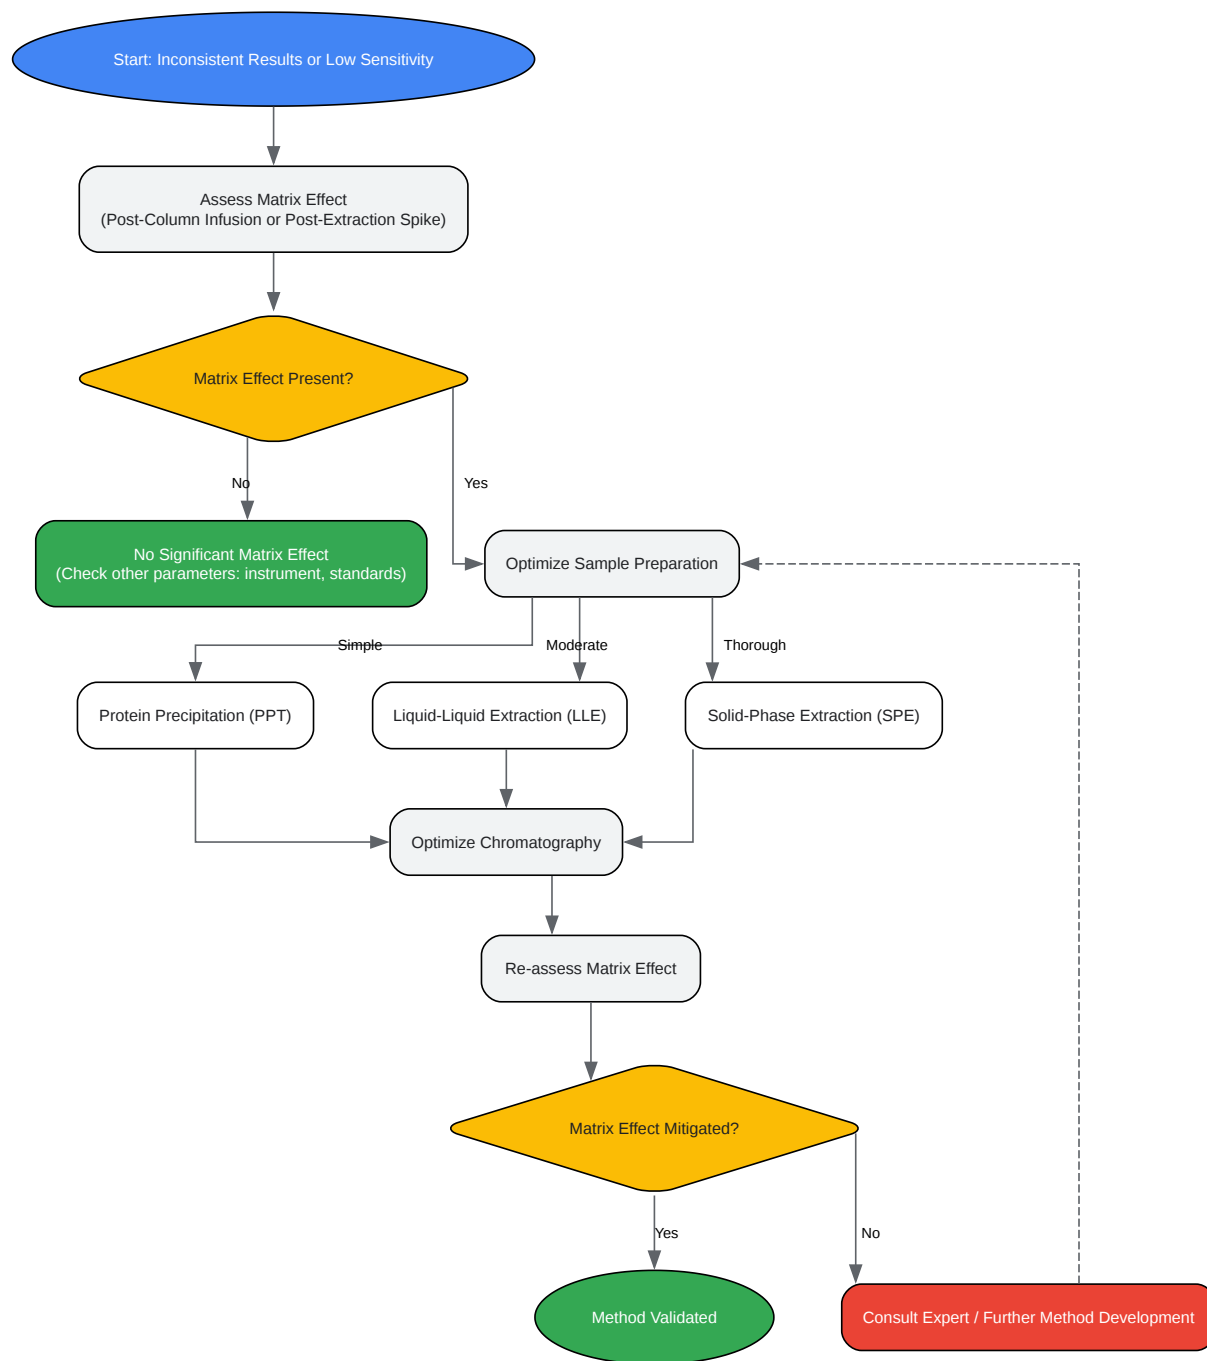 Start: Inconsistent Results or Low Sensitivity
Assess Matrix Effect
(Post-Column Infusion or Post-Extraction Spike)
Matrix Effect Present?
No
Yes
No Significant Matrix Effect
(Check other parameters: instrument, standards)
Optimize Sample Preparation
Simple
Moderate
Thorough
Protein Precipitation (PPT)
Liquid-Liquid Extraction (LLE)
Solid-Phase Extraction (SPE)
Optimize Chromatography
Re-assess Matrix Effect
Matrix Effect Mitigated?
Yes
No
Method Validated
Consult Expert / Further Method Development